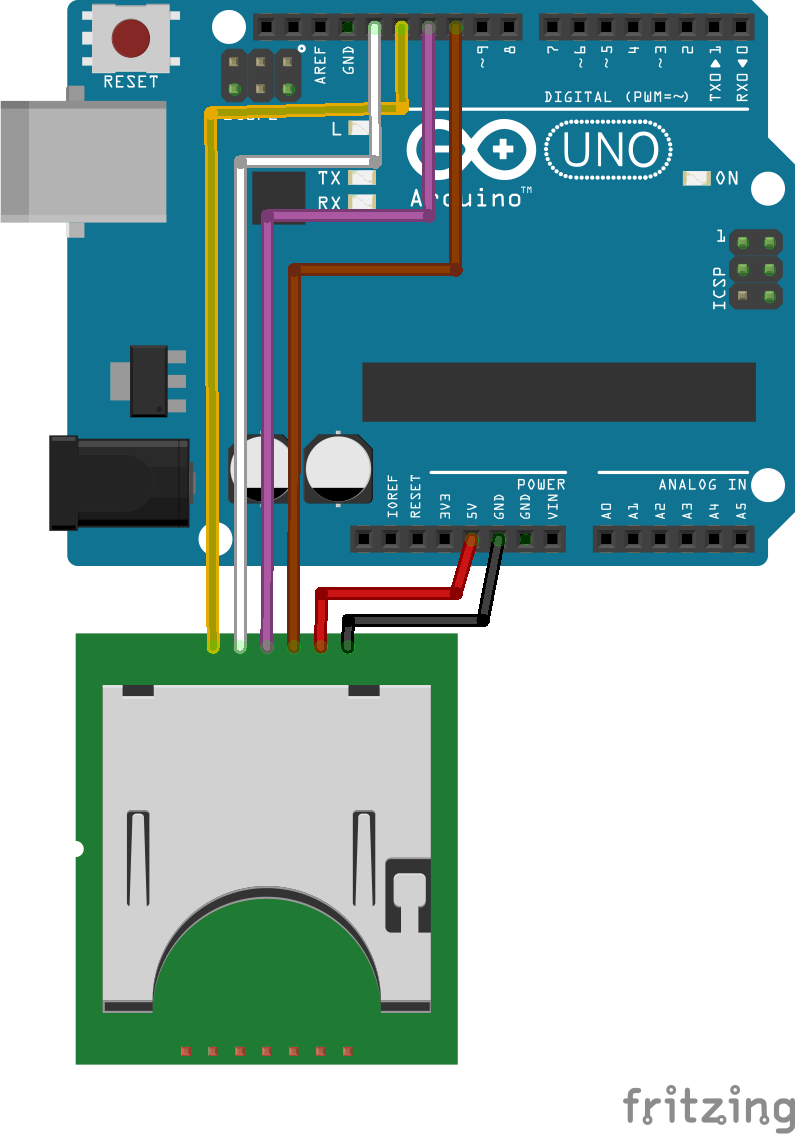 RESET
AREF
GND
~9
8
7
~6
~5
4
~3
2
TX0▶1
RX0◀0
DIGITAL (PWM=~)
L
TX
RX
UNO
Arduino™
ON
1
ICSP
IOREF
RESET
3V3
5V
GND
GND
VIN
POWER
ANALOG IN
A0
A1
A2
A3
A4
A5
fritzing